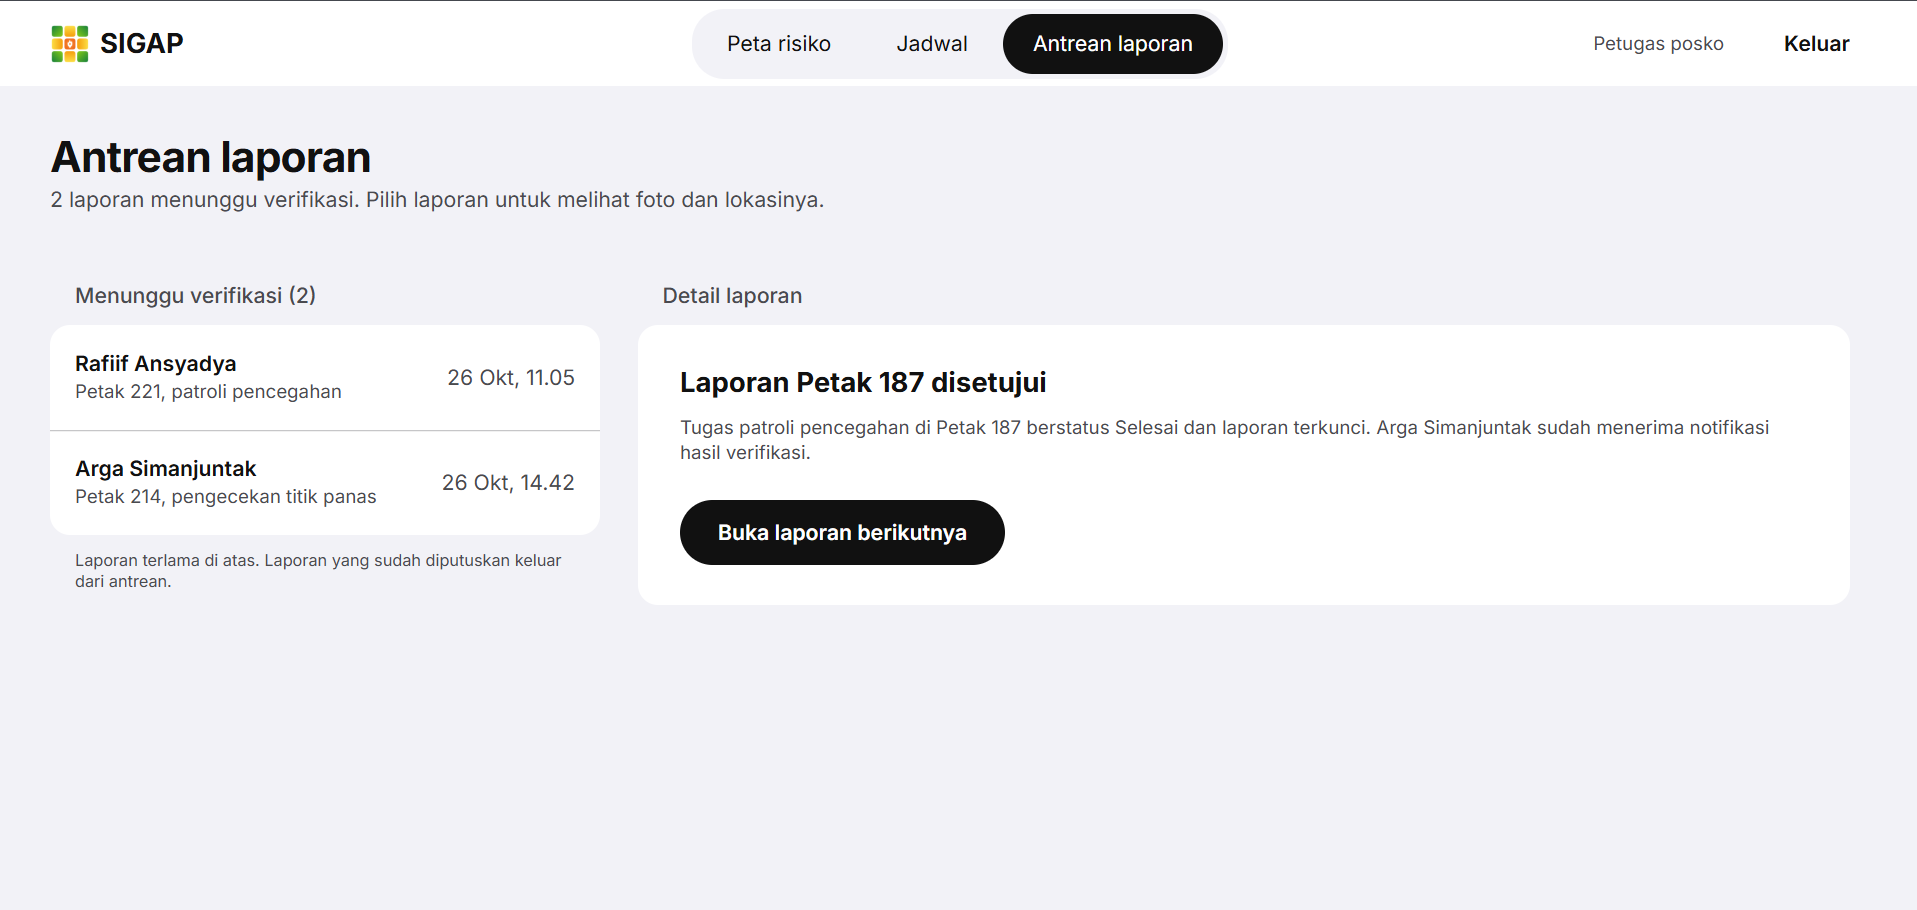 SIGAP
Peta risiko
Jadwal
Antrean laporan
Petugas posko
Keluar
Antrean laporan
2 laporan menunggu verifikasi. Pilih laporan untuk melihat foto dan lokasinya.
Menunggu verifikasi (2)
Rafiif Ansyadya
Petak 221, patroli pencegahan
26 Okt, 11.05
Arga Simanjuntak
Petak 214, pengecekan titik panas
26 Okt, 14.42
Laporan terlama di atas. Laporan yang sudah diputuskan keluar
dari antrean.
Detail laporan
Laporan Petak 187 disetujui
Tugas patroli pencegahan di Petak 187 berstatus Selesai dan laporan terkunci. Arga Simanjuntak sudah menerima notifikasi
hasil verifikasi.
Buka laporan berikutnya